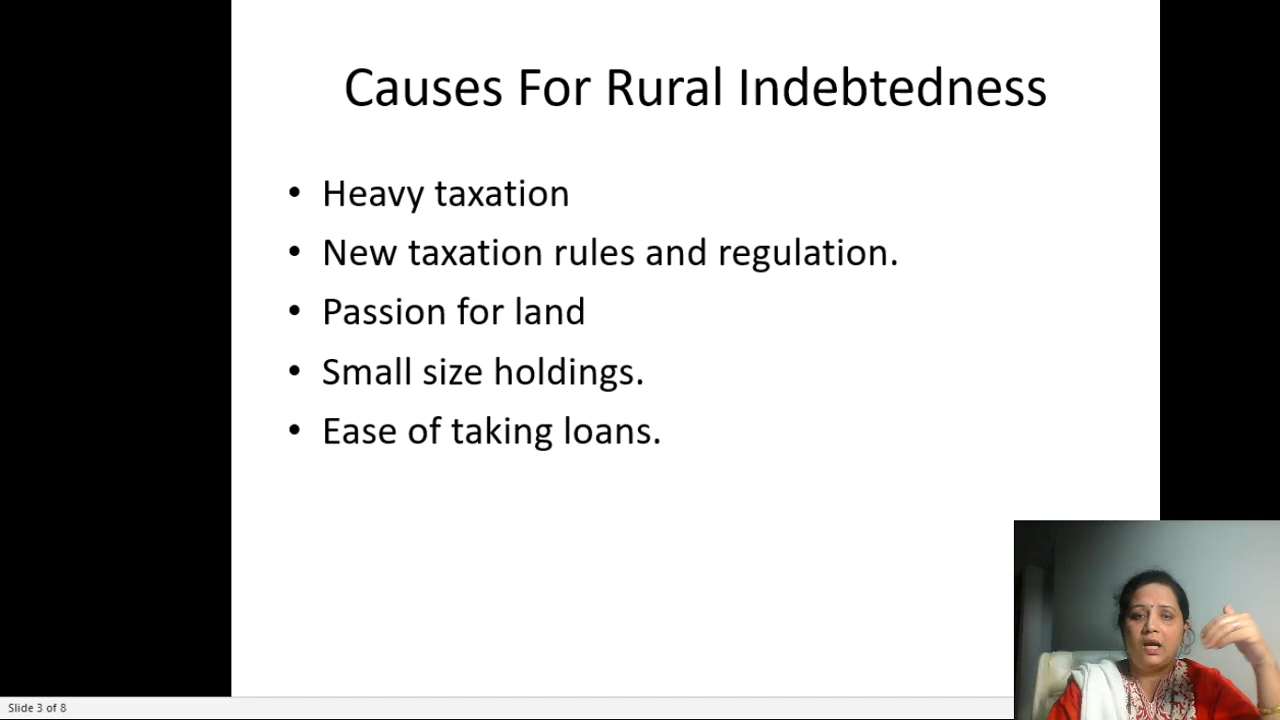 Causes For Rural Indebtedness
• Heavy taxation
• New taxation rules and regulation.
• Passion for land
• Small size holdings.
• Ease of taking loans.
Slide 3 of 8